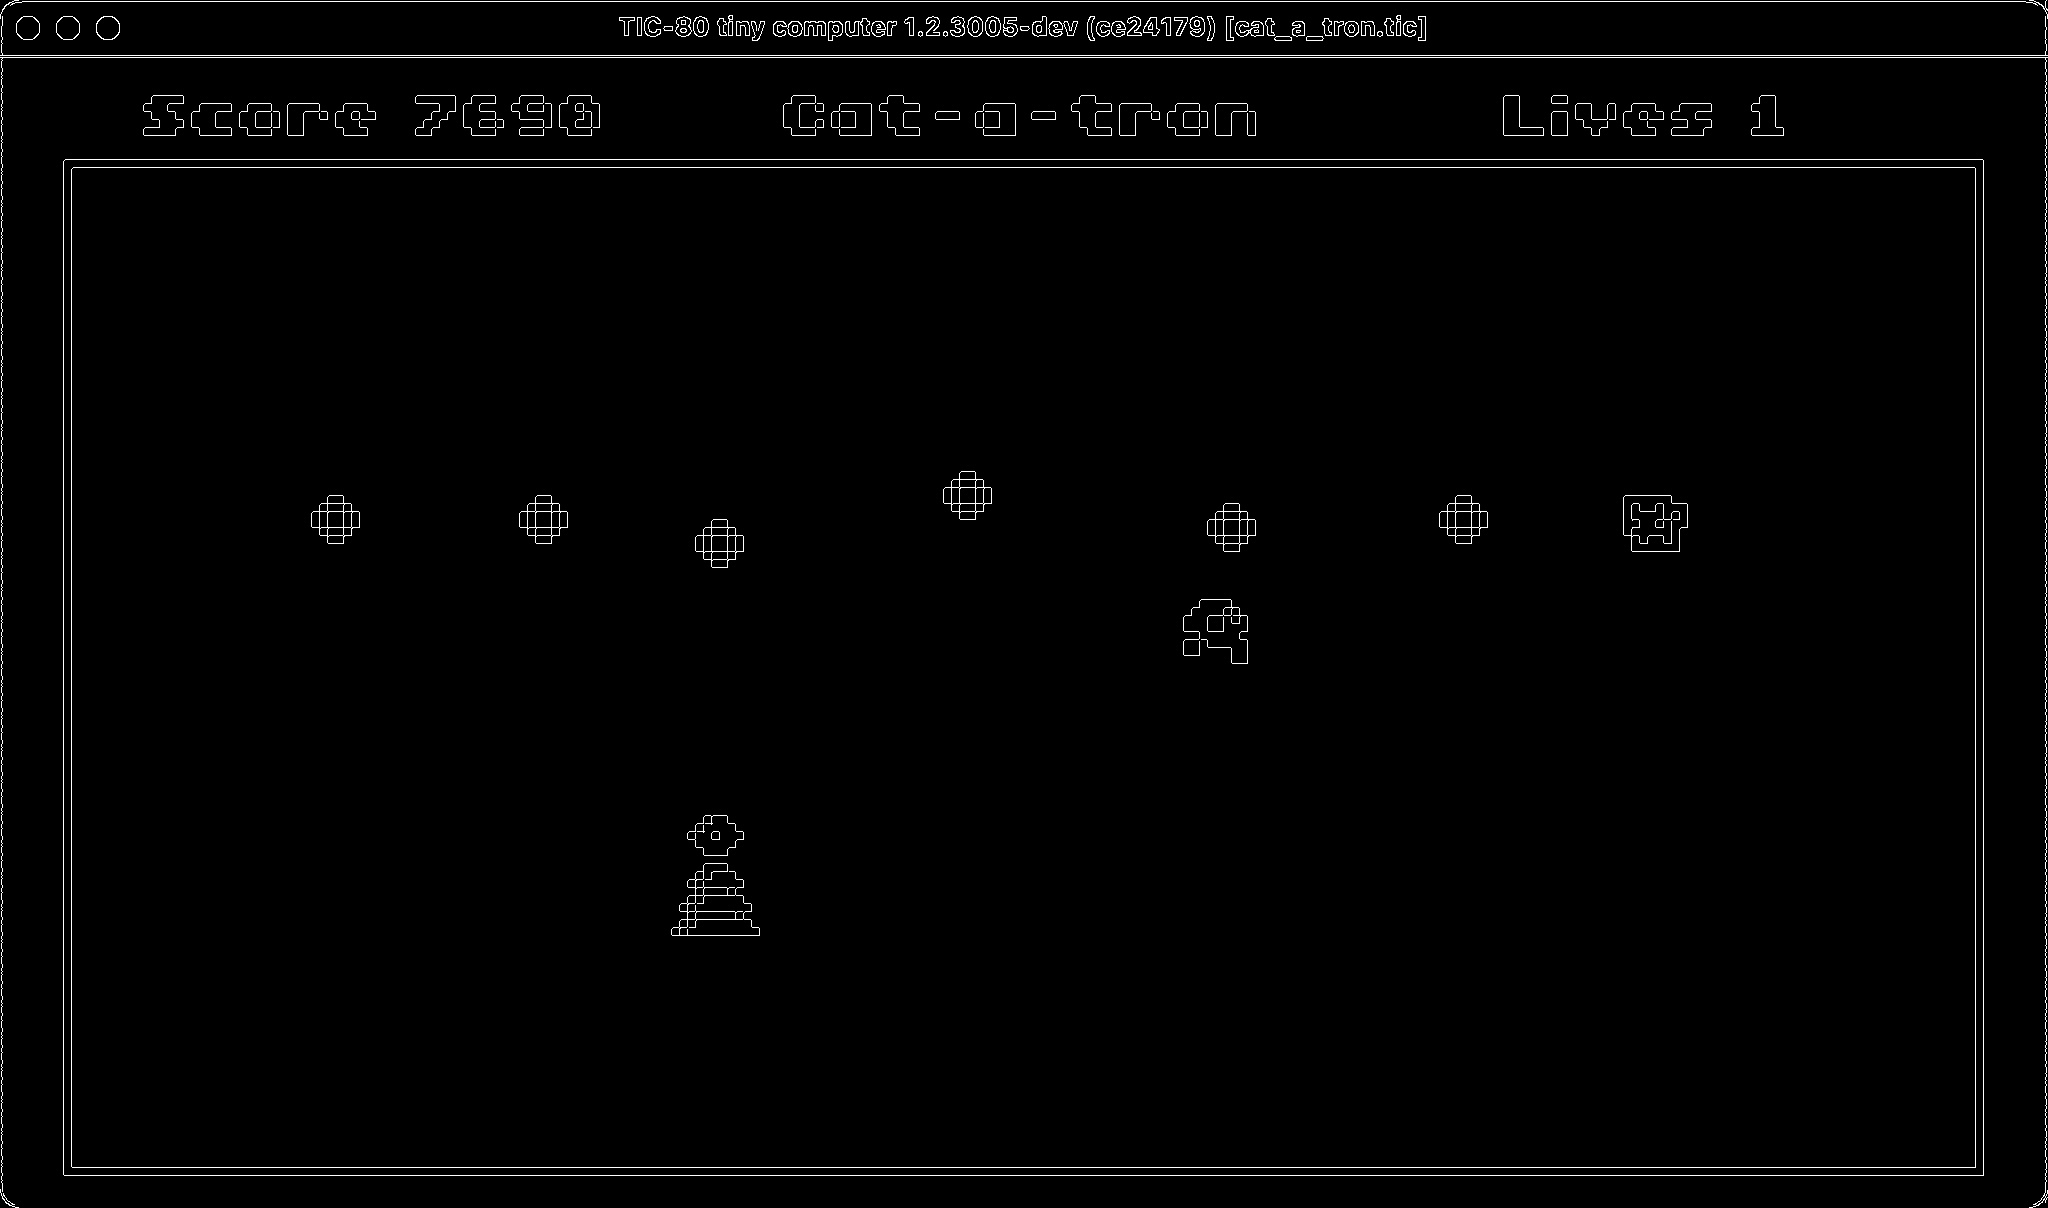 TIC-80 tiny computer 1.2.3005-dev (ce24179) [cat_a_tron.tic]
Score 7690 Cat-a-tron Lives 1